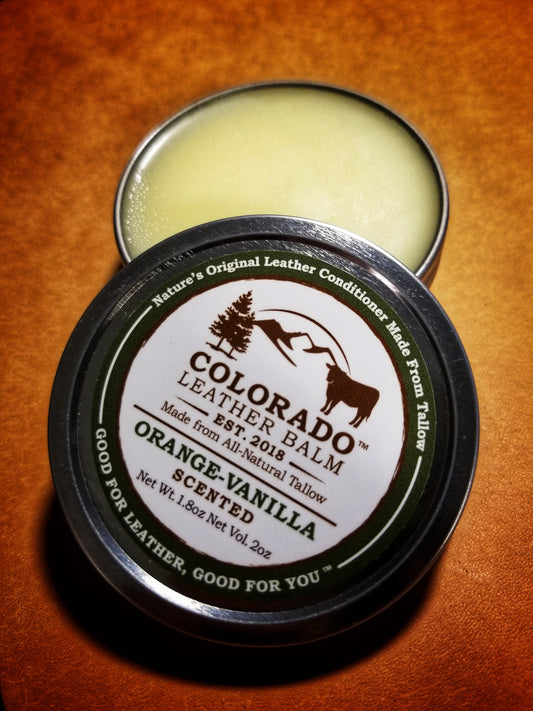 Nature's Original Leather Conditioner Made From Tallow
COLORADO™
LEATHER BALM
EST. 2018
Made from All-Natural Tallow
ORANGE-VANILLA
SCENTED
Net Wt. 1.8oz Net Vol. 2oz
GOOD FOR LEATHER, GOOD FOR YOU™